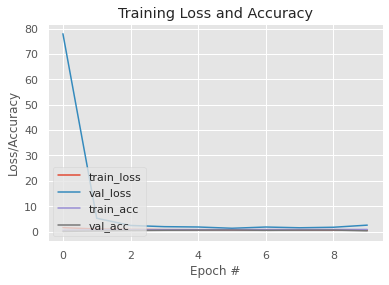 Training Loss and Accuracy
80
70
60
50
40
30
20
10
0
Loss/Accuracy
train_loss
val_loss
train_acc
val_acc
0 2 4 6 8
Epoch #